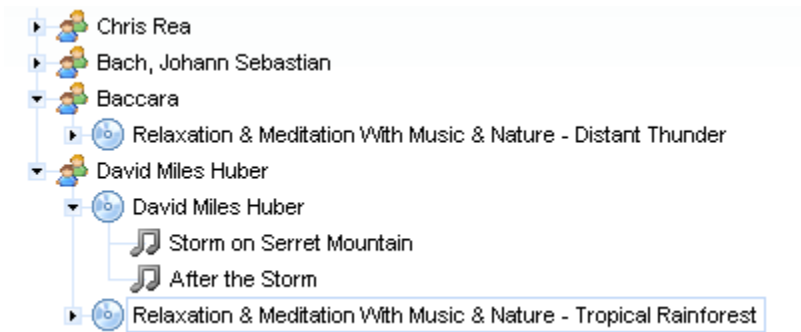 Chris Rea
Bach, Johann Sebastian
Baccara
Relaxation & Meditation With Music & Nature - Distant Thunder
David Miles Huber
David Miles Huber
Storm on Serret Mountain
After the Storm
Relaxation & Meditation With Music & Nature - Tropical Rainforest